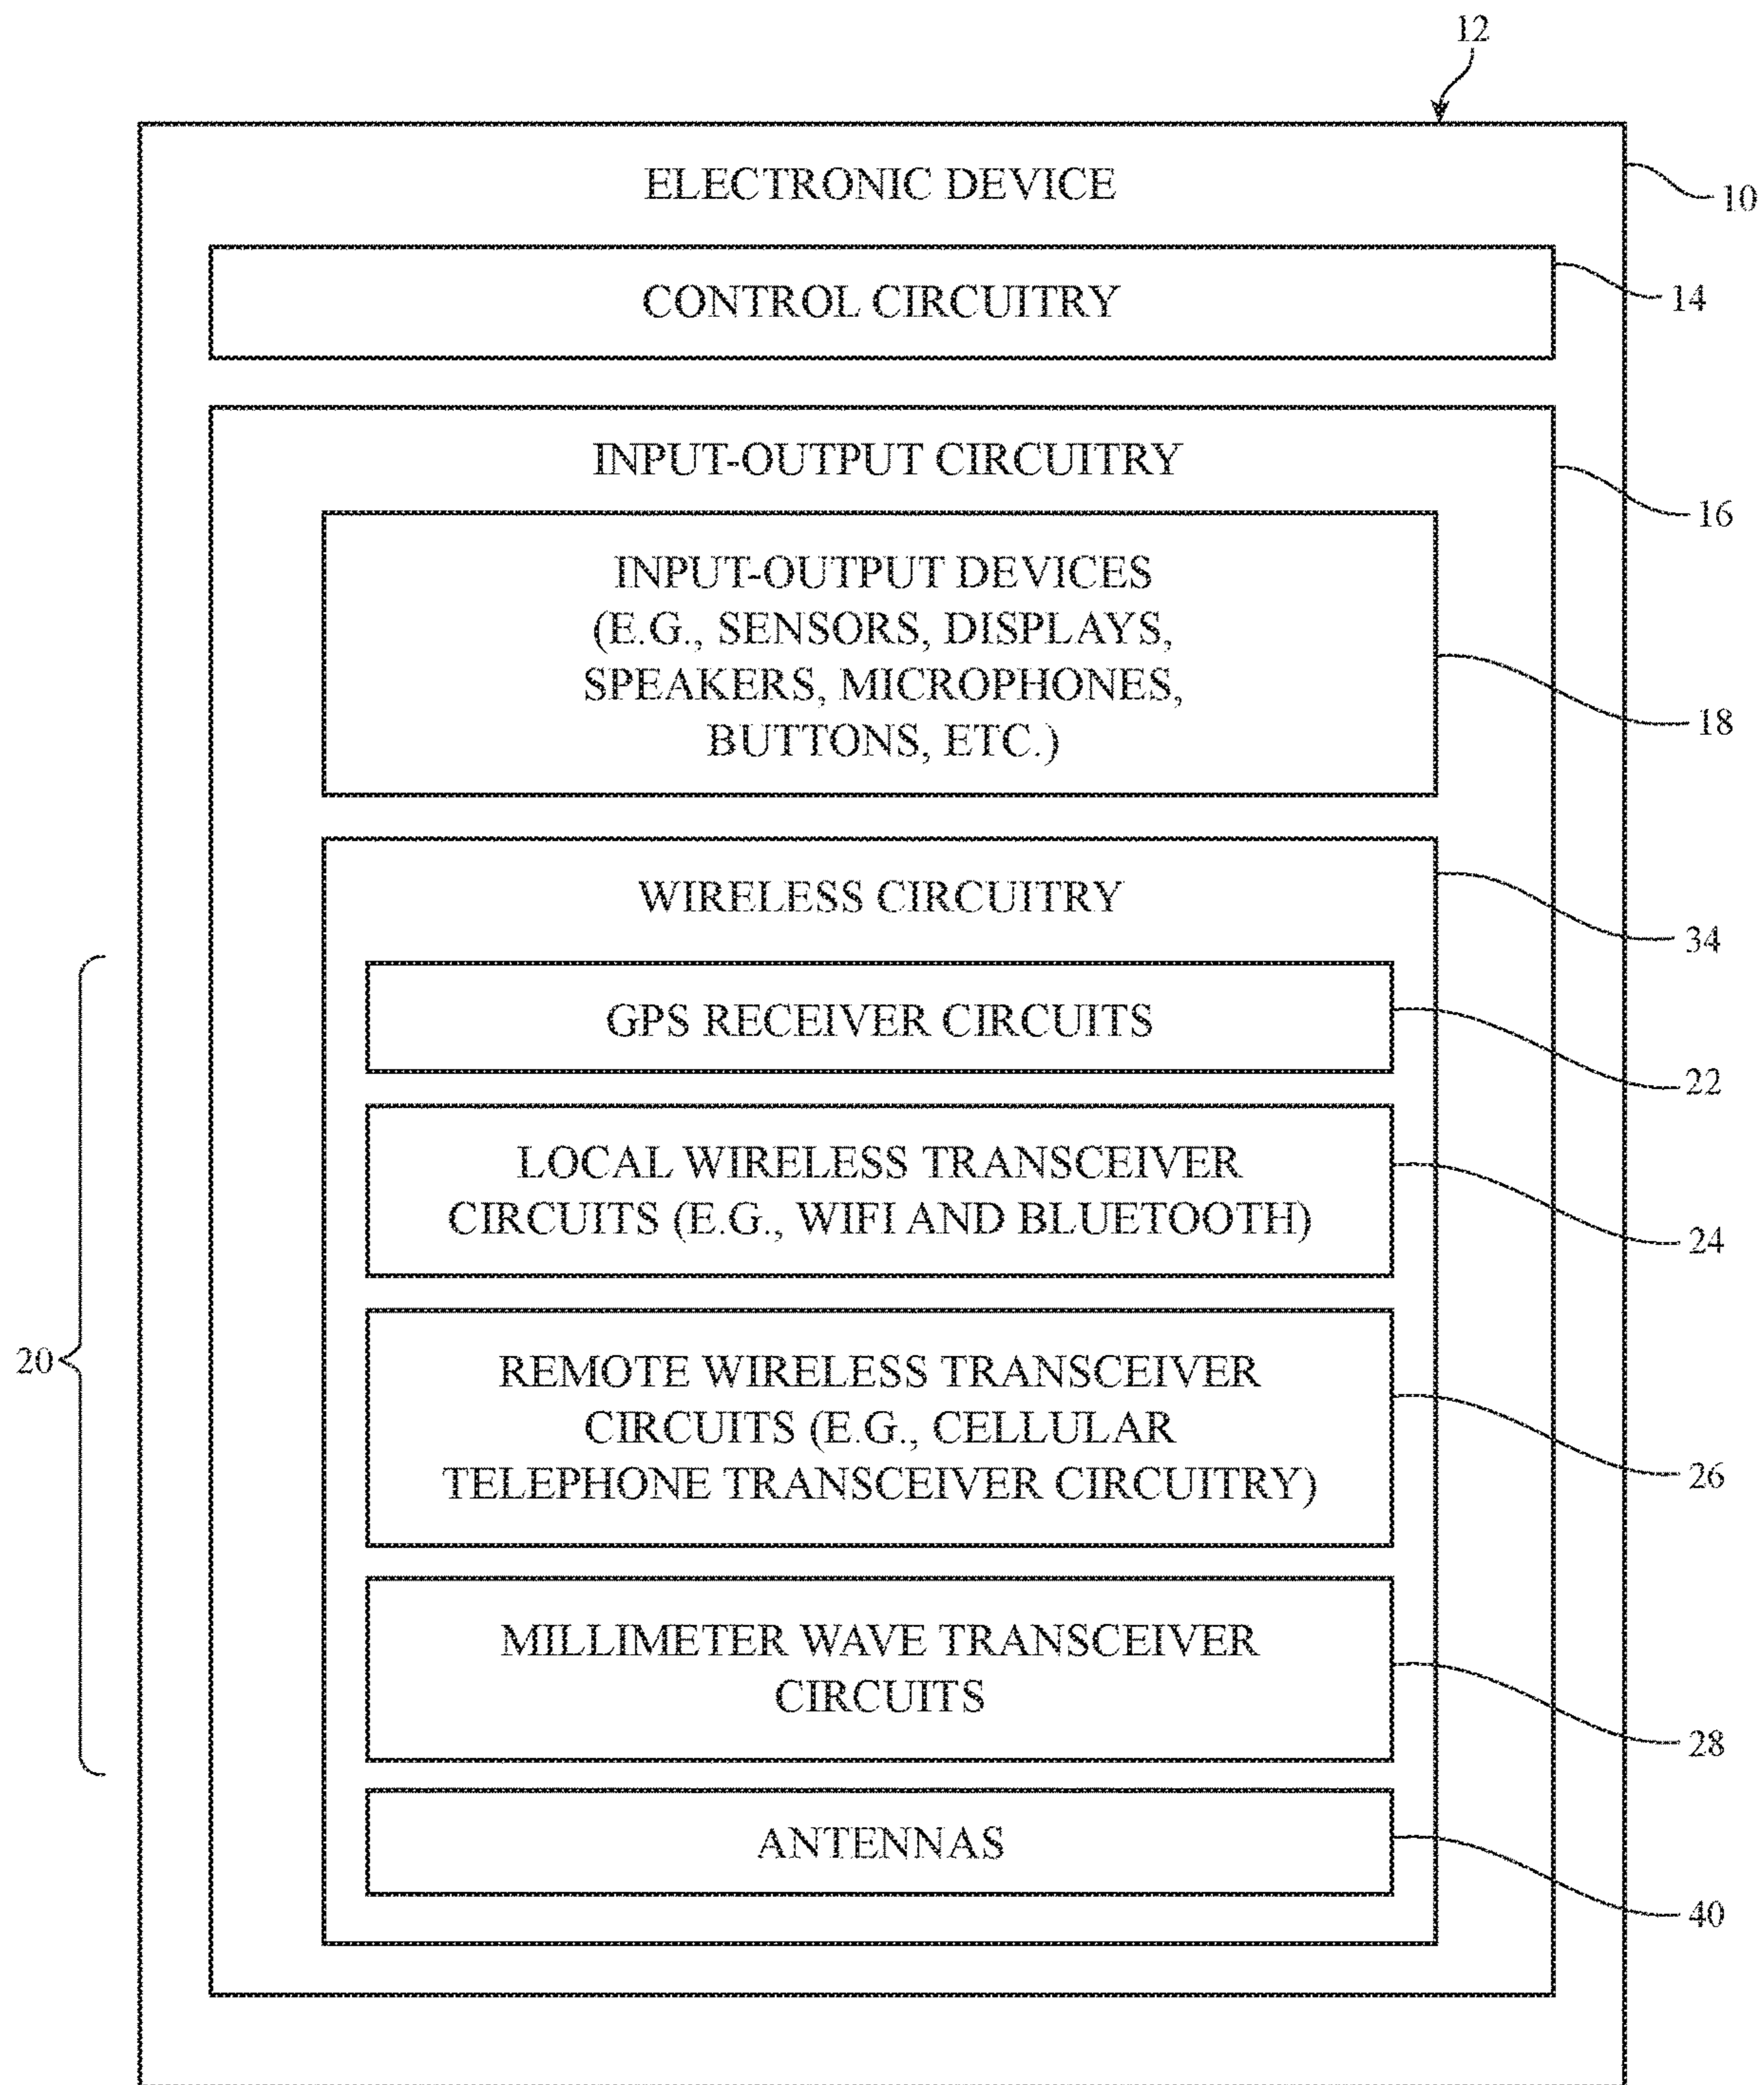 12
ELECTRONIC DEVICE
10
CONTROL CIRCUITRY
14
INPUT-OUTPUT CIRCUITRY
16
INPUT-OUTPUT DEVICES
(E.G., SENSORS, DISPLAYS,
SPEAKERS, MICROPHONES,
BUTTONS, ETC.)
18
WIRELESS CIRCUITRY
34
GPS RECEIVER CIRCUITS
22
LOCAL WIRELESS TRANSCEIVER
CIRCUITS (E.G., WIFI AND BLUETOOTH)
24
20
REMOTE WIRELESS TRANSCEIVER
CIRCUITS (E.G., CELLULAR
TELEPHONE TRANSCEIVER CIRCUITRY)
26
MILLIMETER WAVE TRANSCEIVER
CIRCUITS
28
ANTENNAS
40